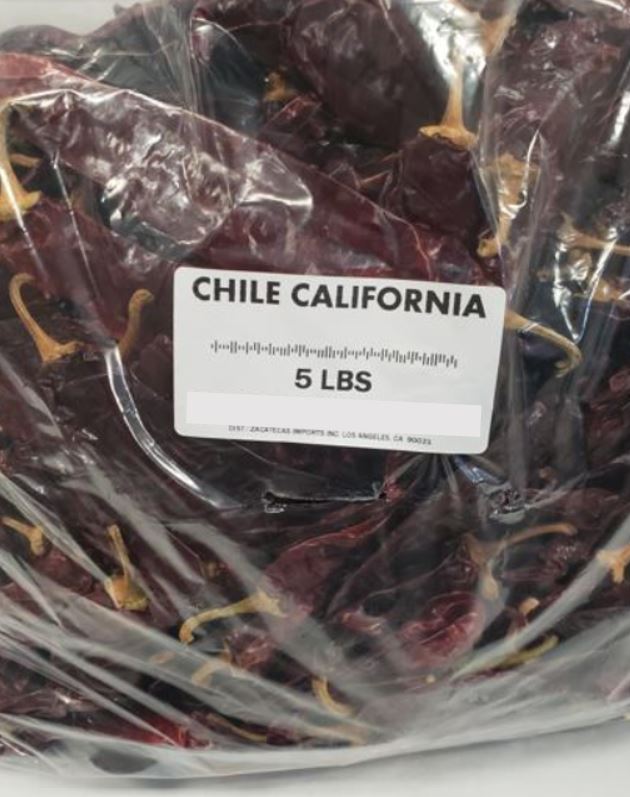 CHILE CALIFORNIA
5 LBS
DIST: ZACATECAS IMPORTS INC. LOS ANGELES, CA 90021